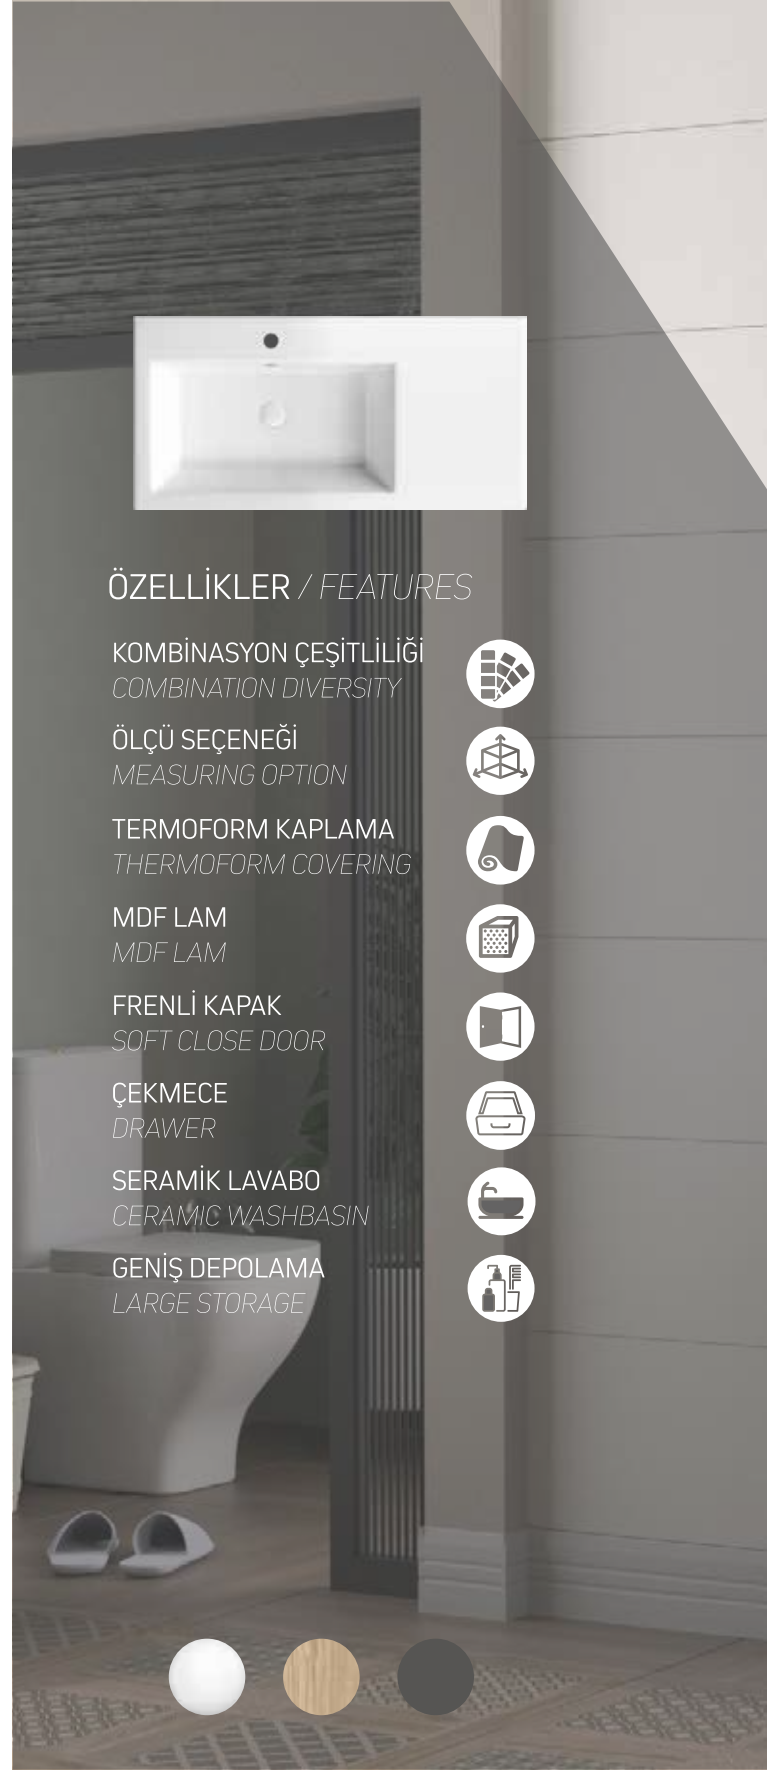 ÖZELLİKLER / FEATURES
KOMBİNASYON ÇEŞİTLİLİĞİ
COMBINATION DIVERSITY
ÖLÇÜ SEÇENEĞİ
MEASURING OPTION
TERMOFORM KAPLAMA
THERMOFORM COVERING
MDF LAM
MDF LAM
FRENLİ KAPAK
SOFT CLOSE DOOR
ÇEKMECE
DRAWER
SERAMİK LAVABO
CERAMIC WASHBASIN
GENİŞ DEPOLAMA
LARGE STORAGE